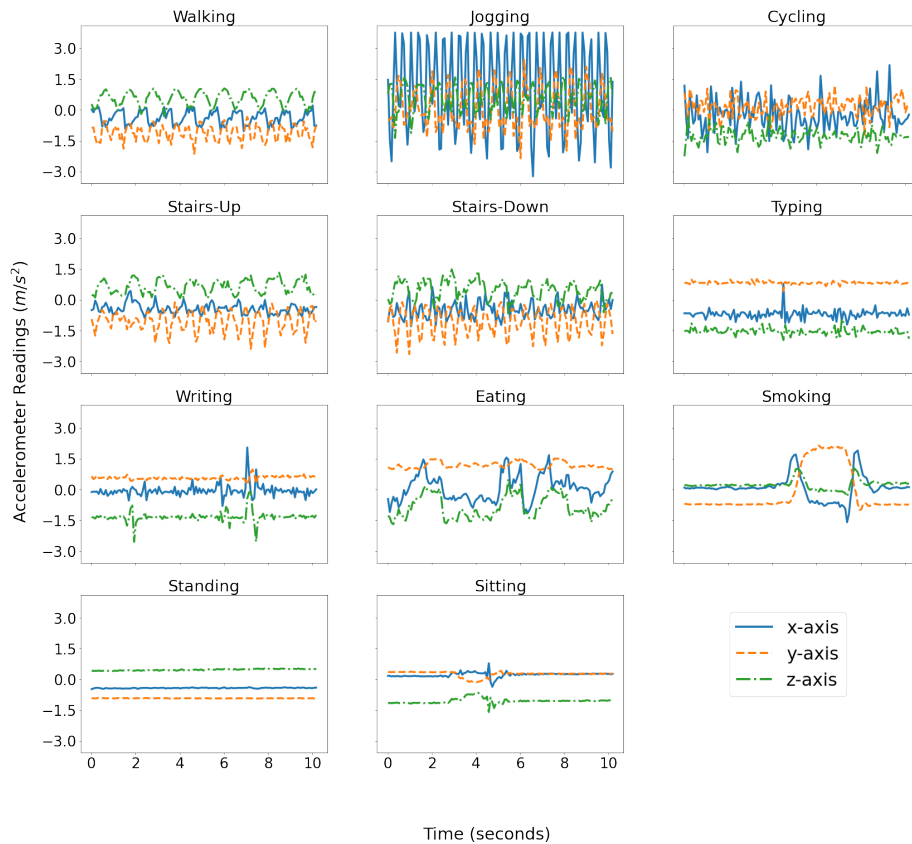 Walking
Jogging
Cycling
3.0
1.5
0.0
−1.5
−3.0
Stairs-Up
Stairs-Down
Typing
3.0
1.5
0.0
−1.5
−3.0
Accelerometer Readings (m/s²)
Writing
Eating
Smoking
3.0
1.5
0.0
−1.5
−3.0
Standing
Sitting
3.0
1.5
0.0
−1.5
−3.0
0 2 4 6 8 10
0 2 4 6 8 10
x-axis
y-axis
z-axis
Time (seconds)